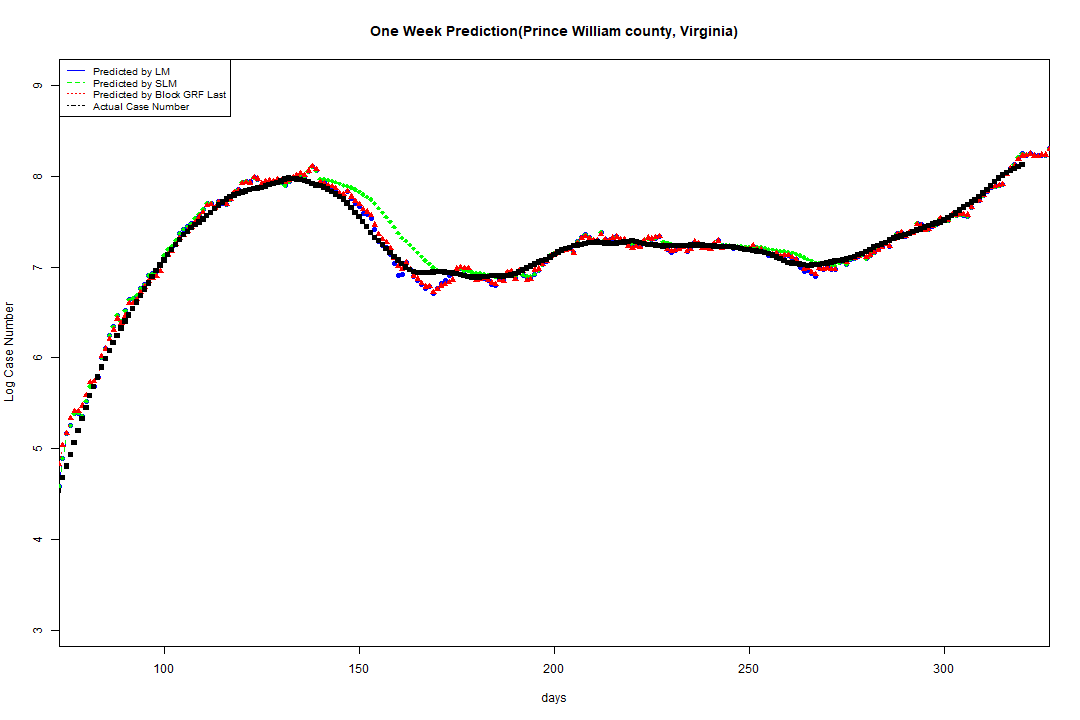 One Week Prediction(Prince William county, Virginia)
Predicted by LM
Predicted by SLM
Predicted by Block GRF Last
Actual Case Number
9
8
7
6
5
4
3
Log Case Number
100 150 200 250 300
days